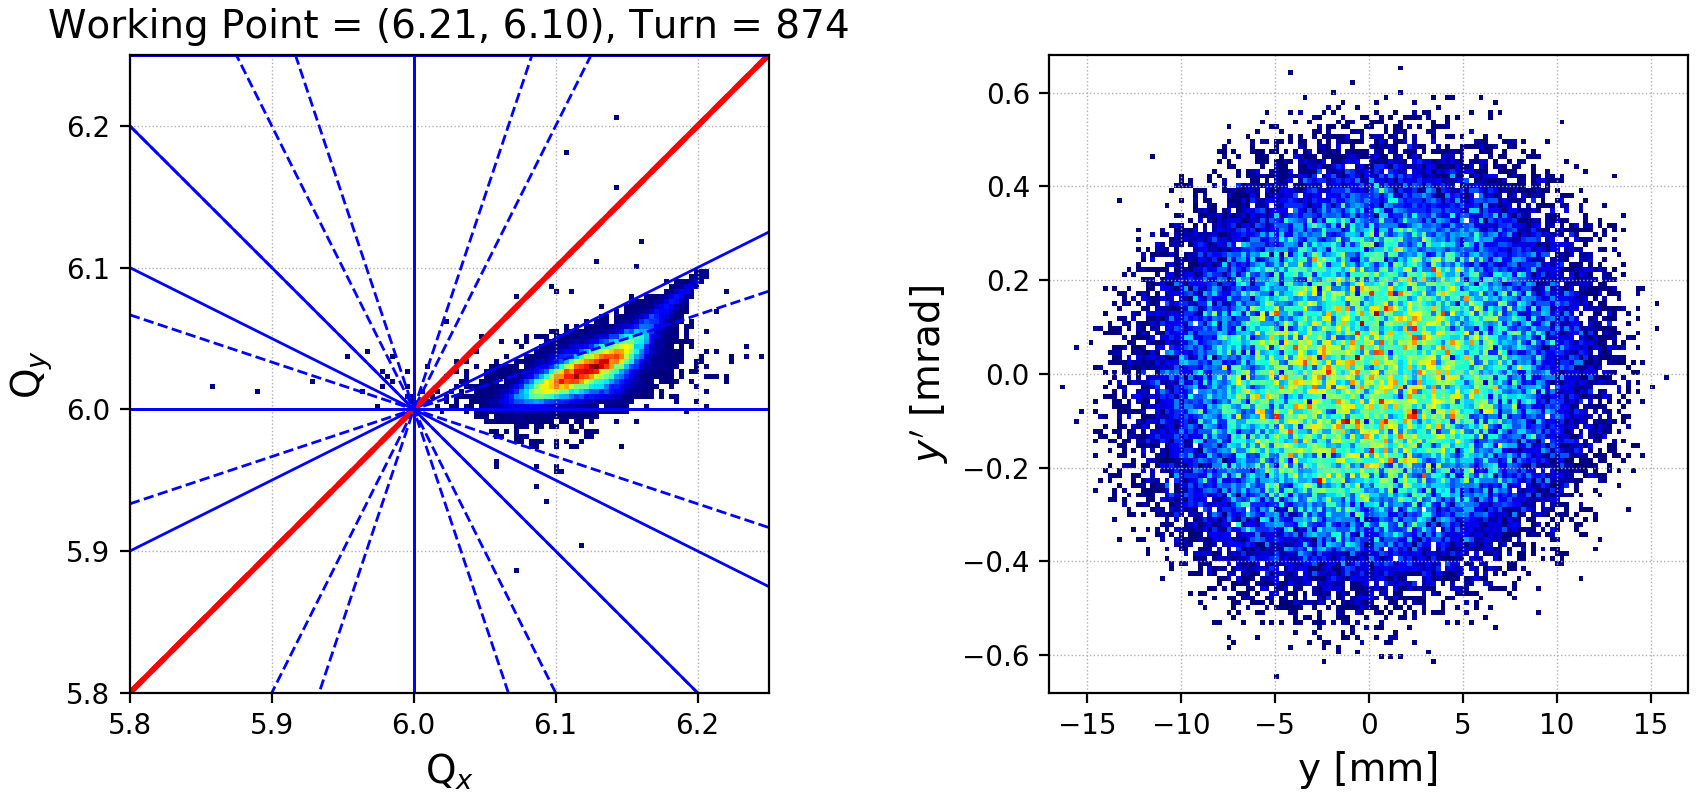 Working Point = (6.21, 6.10), Turn = 874
6.2
6.1
6.0
5.9
5.8
Q_y
5.8 5.9 6.0 6.1 6.2
Q_x
0.6
0.4
0.2
0.0
−0.2
−0.4
−0.6
y′ [mrad]
−15 −10 −5 0 5 10 15
y [mm]